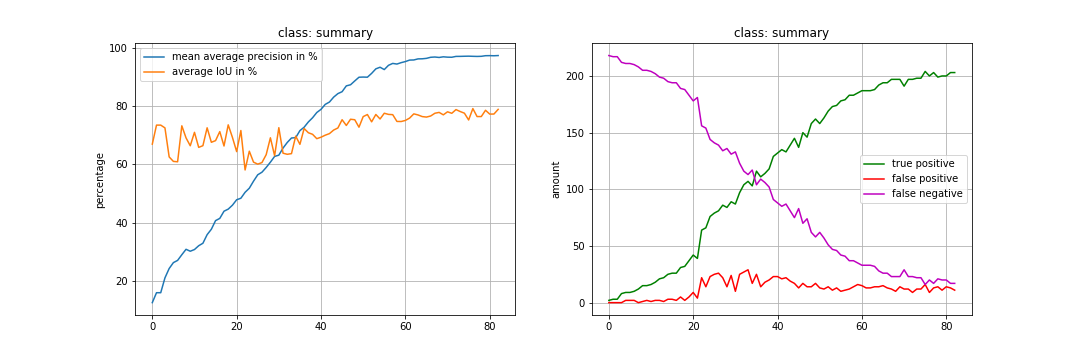 class: summary
mean average precision in %
average IoU in %
percentage
100
80
60
40
20
0
20
40
60
80
class: summary
true positive
false positive
false negative
amount
200
150
100
50
0
0
20
40
60
80